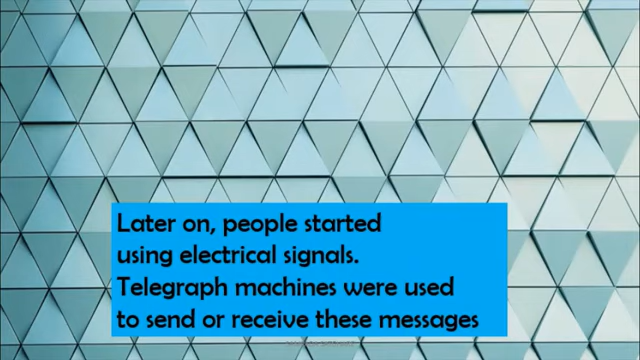 Later on, people started
using electrical signals.
Telegraph machines were used
to send or receive these messages